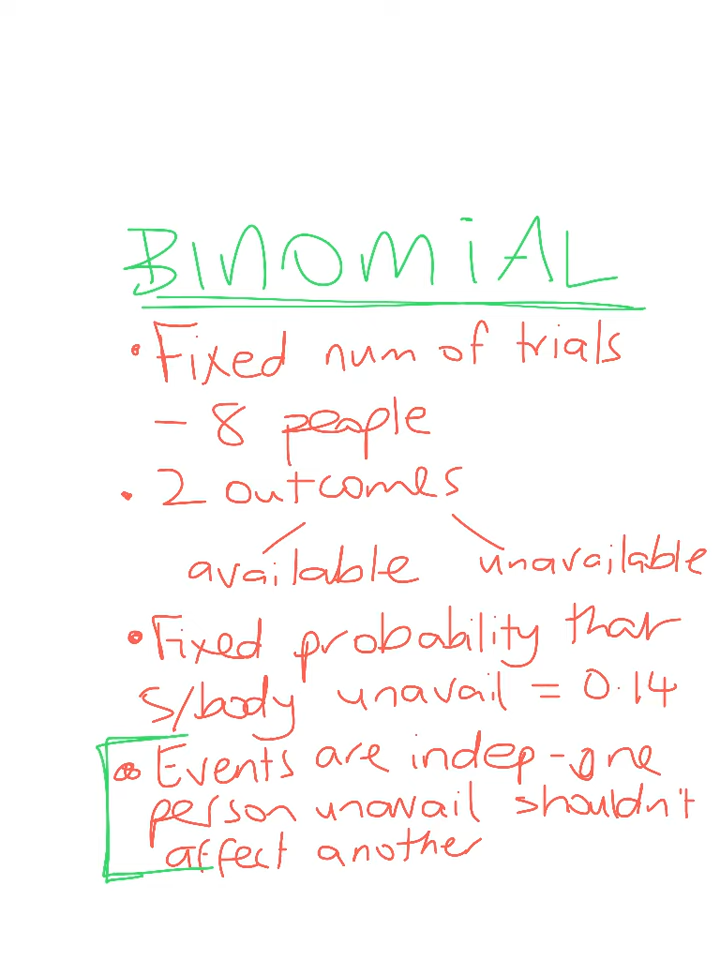 BINOMiAL
• Fixed num of trials
- 8 people
• 2 outcomes
available unavailable
• Fixed probability that
s/body unavail = 0.14
• Events are indep - one
person unavail shouldn't
affect another